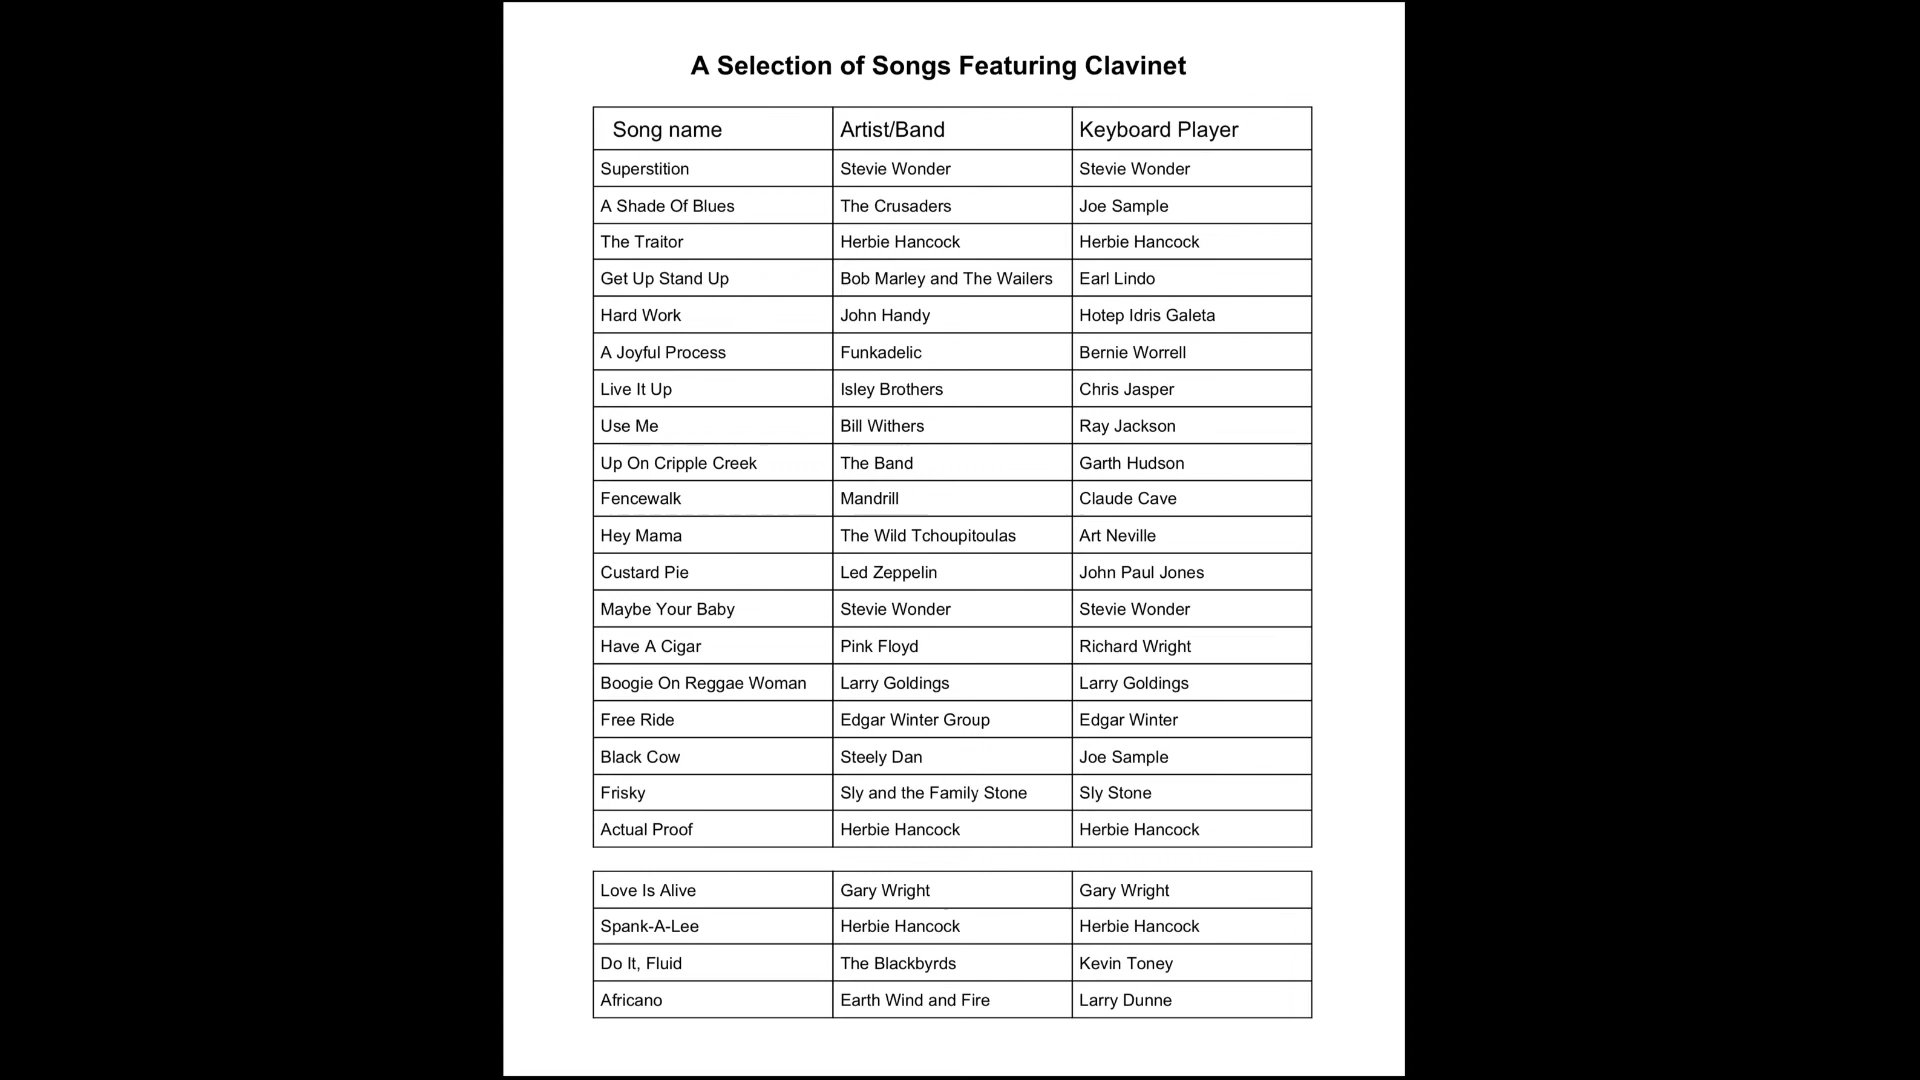 A Selection of Songs Featuring Clavinet
Song name Artist/Band Keyboard Player
Superstition Stevie Wonder Stevie Wonder
A Shade Of Blues The Crusaders Joe Sample
The Traitor Herbie Hancock Herbie Hancock
Get Up Stand Up Bob Marley and The Wailers Earl Lindo
Hard Work John Handy Hotep Idris Galeta
A Joyful Process Funkadelic Bernie Worrell
Live It Up Isley Brothers Chris Jasper
Use Me Bill Withers Ray Jackson
Up On Cripple Creek The Band Garth Hudson
Fencewalk Mandrill Claude Cave
Hey Mama The Wild Tchoupitoulas Art Neville
Custard Pie Led Zeppelin John Paul Jones
Maybe Your Baby Stevie Wonder Stevie Wonder
Have A Cigar Pink Floyd Richard Wright
Boogie On Reggae Woman Larry Goldings Larry Goldings
Free Ride Edgar Winter Group Edgar Winter
Black Cow Steely Dan Joe Sample
Frisky Sly and the Family Stone Sly Stone
Actual Proof Herbie Hancock Herbie Hancock
Love Is Alive Gary Wright Gary Wright
Spank-A-Lee Herbie Hancock Herbie Hancock
Do It, Fluid The Blackbyrds Kevin Toney
Africano Earth Wind and Fire Larry Dunne